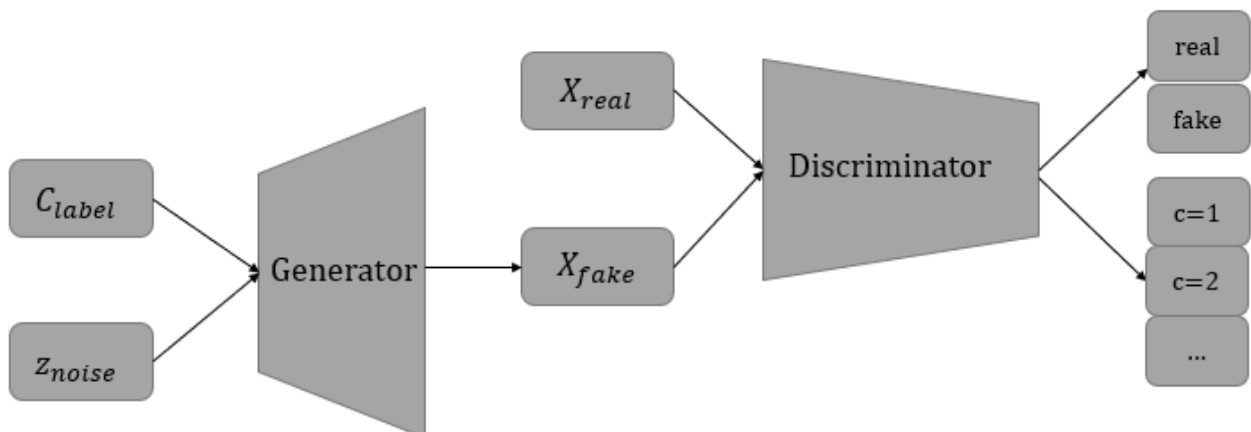 C_label
z_noise
Generator
X_real
X_fake
Discriminator
real
fake
c=1
c=2
...